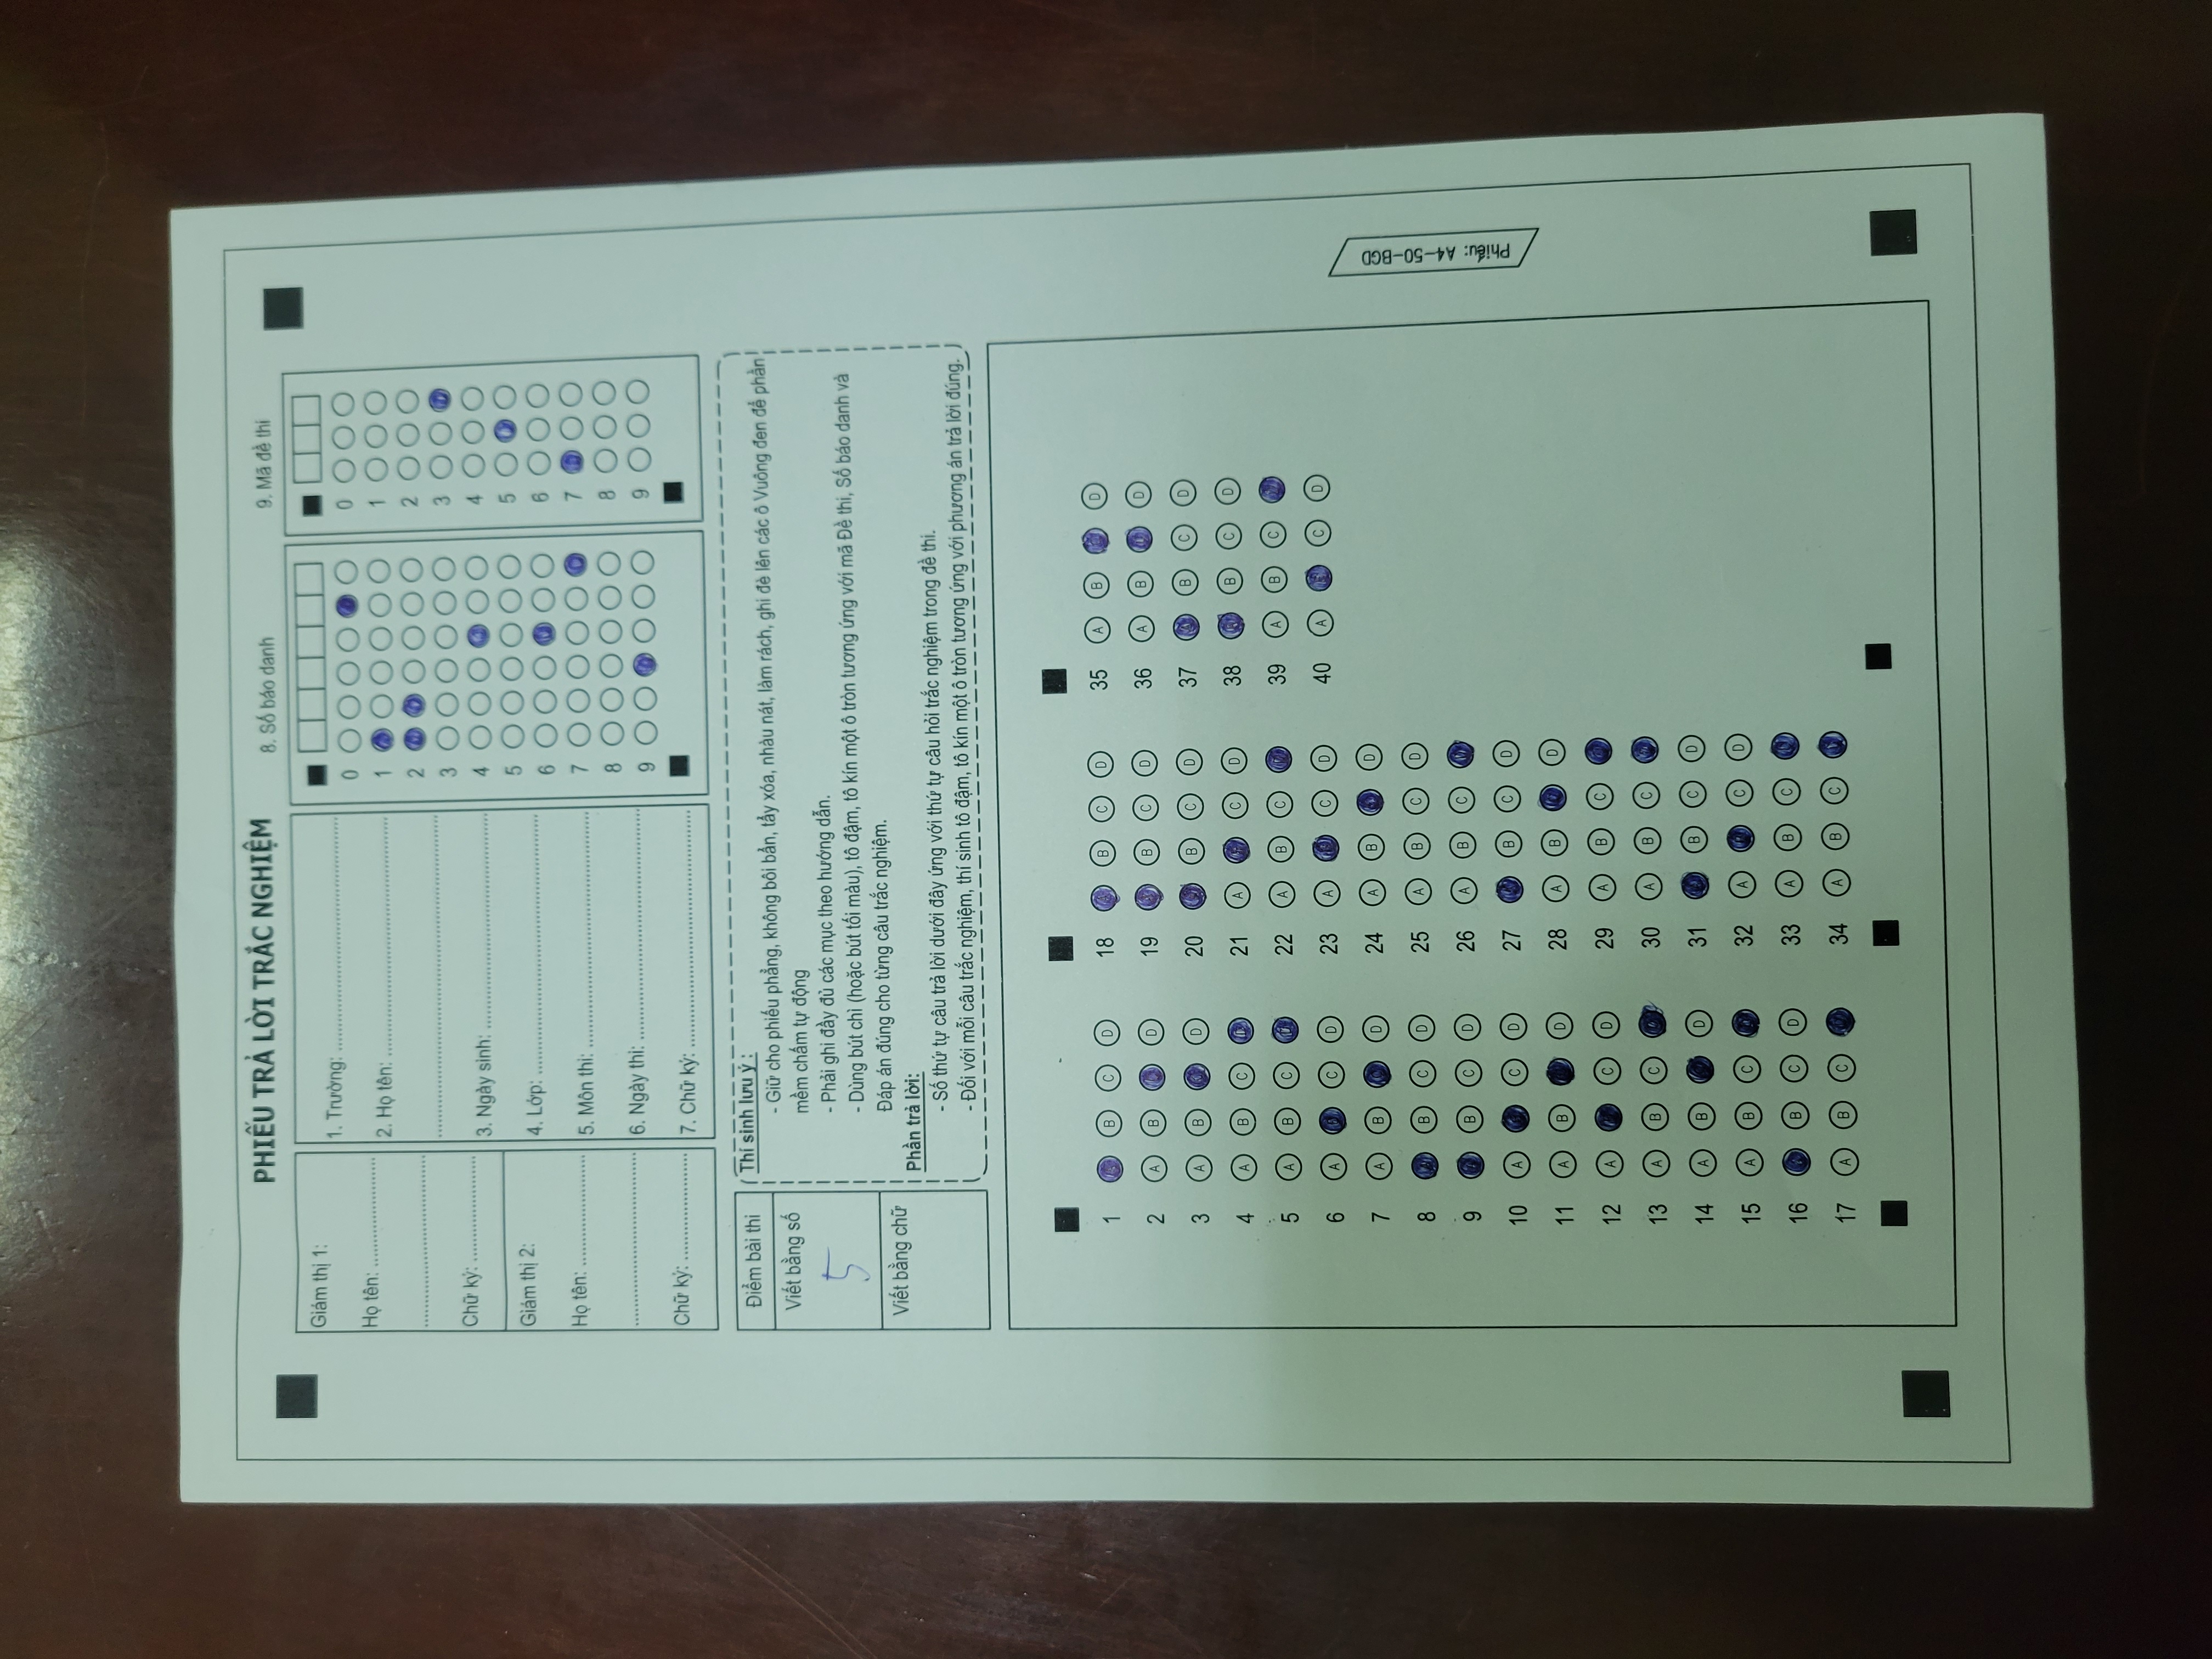 PHIẾU TRẢ LỜI TRẮC NGHIỆM
8. Số báo danh
9. Mã đề thi
Giám thị 1:
Họ tên: ....................
Chữ ký: ....................
Giám thị 2:
Họ tên: ....................
Chữ ký: ....................
1. Trường: ....................
2. Họ tên: ....................
3. Ngày sinh: ....................
4. Lớp: ....................
5. Môn thi: ....................
6. Ngày thi: ....................
7. Chữ ký: ....................
0 0
1 1
2 2
3 3
4 4
5 5
6 6
7 7
8 8
9 9
Điểm bài thi
Viết bằng số
5
Viết bằng chữ
Thí sinh lưu ý :
- Giữ cho phiếu phẳng, không bôi bẩn, tẩy xóa, nhàu nát, làm rách, ghi đè lên các ô Vuông đen để phần
mềm chấm tự động
- Phải ghi đầy đủ các mục theo hướng dẫn.
- Dùng bút chì (hoặc bút tối màu), tô đậm, tô kín một ô tròn tương ứng với mã Đề thi, Số báo danh và
Đáp án đúng cho từng câu trắc nghiệm.
Phần trả lời:
- Số thứ tự câu trả lời dưới đây ứng với thứ tự câu hỏi trắc nghiệm trong đề thi.
- Đối với mỗi câu trắc nghiệm, thí sinh tô đậm, tô kín một ô tròn tương ứng với phương án trả lời đúng.
1 B C D
2 A B D
3 A B D
4 A B C
5 A B C
6 A C D
7 A B D
8 B C D
9 B C D
10 A C D
11 A B D
12 A C D
13 A B C
14 A B D
15 A B C
16 B C D
17 A B C
18 B C D
19 B C D
20 B C D
21 A C D
22 A B C
23 A C D
24 A B D
25 A B C D
26 A B C
27 B C D
28 A B D
29 A B C
30 A B C
31 B C D
32 A C D
33 A B C
34 A B C
35 A B D
36 A B D
37 B C D
38 B C D
39 A B C
40 A C D
Phiếu: A4-50-BGD